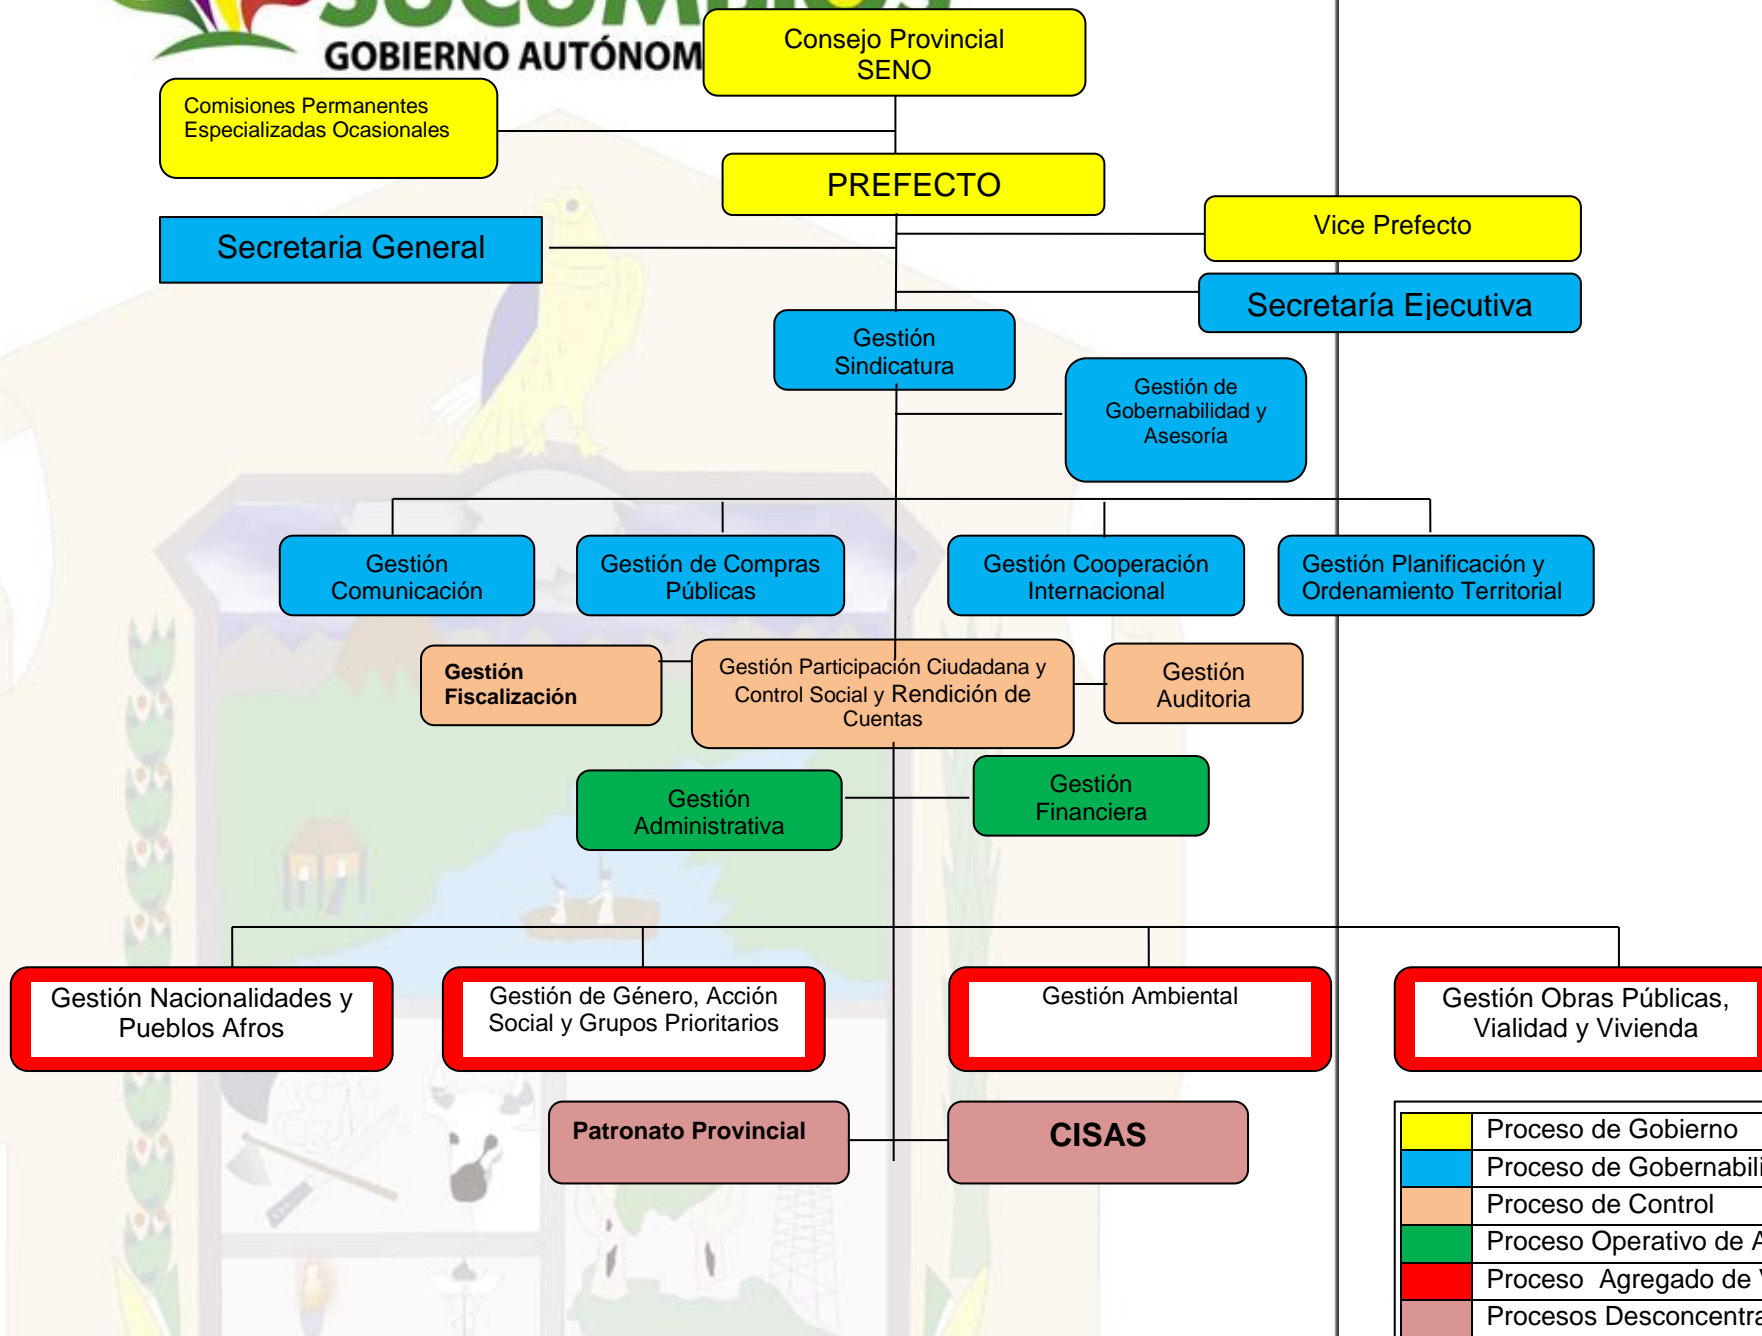 SUCUMBIOS
GOBIERNO AUTÓNOM
Consejo Provincial
SENO
Comisiones Permanentes
Especializadas Ocasionales
PREFECTO
Vice Prefecto
Secretaria General
Secretaría Ejecutiva
Gestión
Sindicatura
Gestión de
Gobernabilidad y
Asesoría
Gestión
Comunicación
Gestión de Compras
Públicas
Gestión Cooperación
Internacional
Gestión Planificación y
Ordenamiento Territorial
Gestión
Fiscalización
Gestión Participación Ciudadana y
Control Social y Rendición de
Cuentas
Gestión
Auditoria
Gestión
Administrativa
Gestión
Financiera
Gestión Nacionalidades y
Pueblos Afros
Gestión de Género, Acción
Social y Grupos Prioritarios
Gestión Ambiental
Gestión Obras Públicas,
Vialidad y Vivienda
Patronato Provincial
CISAS
Proceso de Gobierno
Proceso de Gobernabili
Proceso de Control
Proceso Operativo de A
Proceso Agregado de V
Procesos Desconcentra